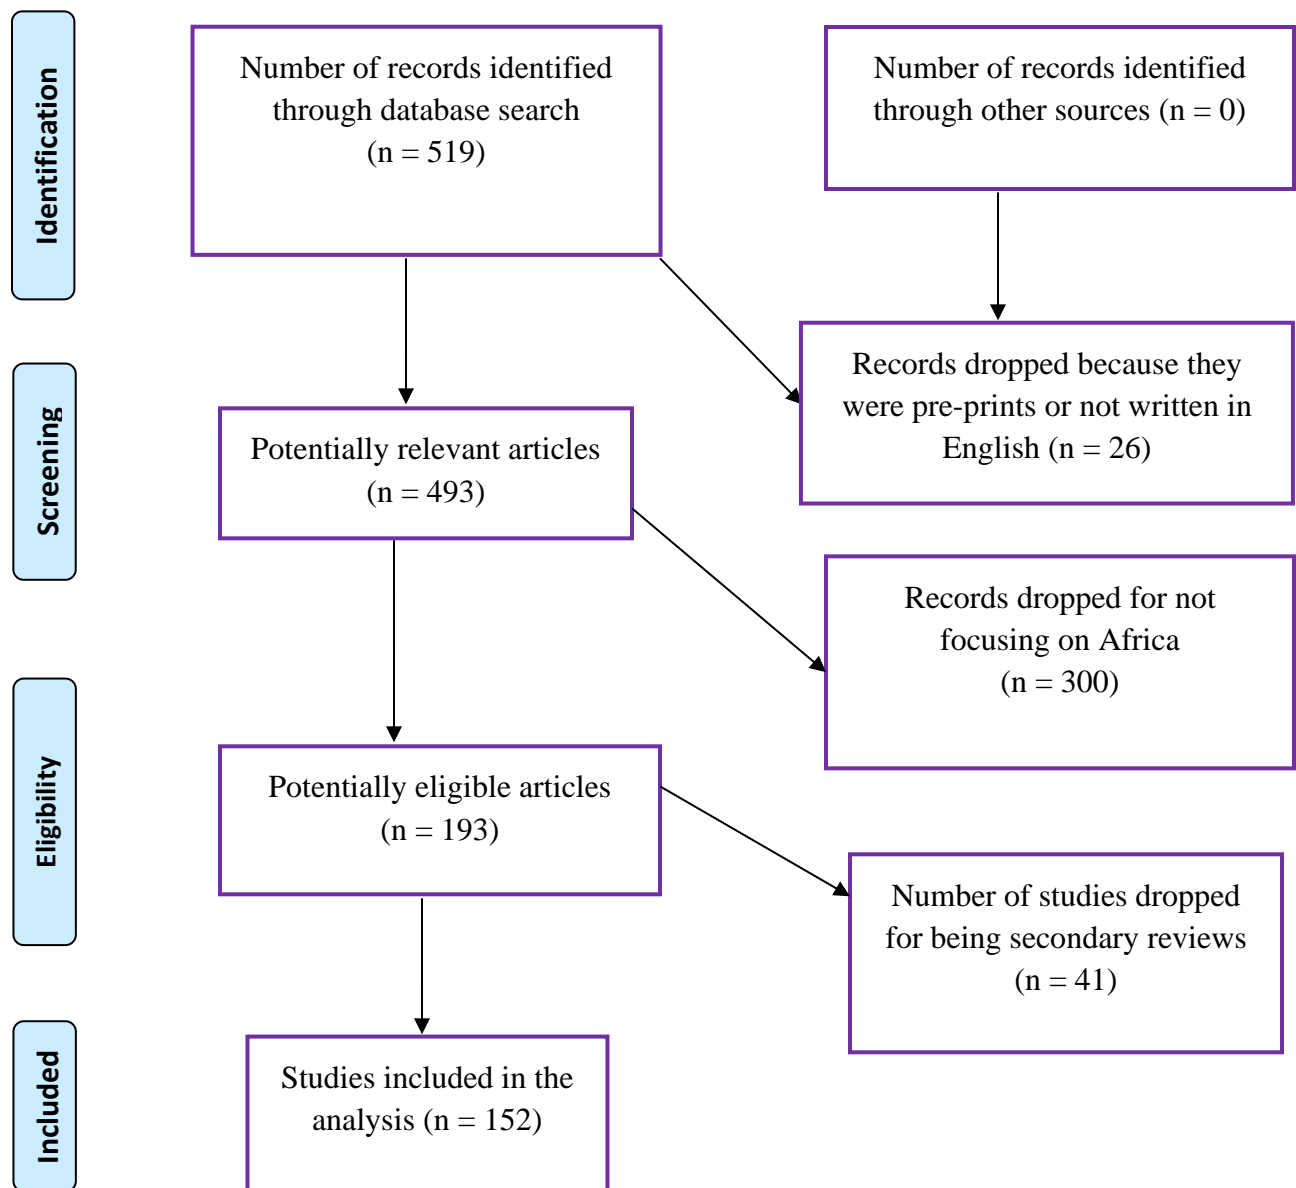 Identification
Number of records identified
through database search
(n = 519)
Number of records identified
through other sources (n = 0)
Records dropped because they
were pre-prints or not written in
English (n = 26)
Screening
Potentially relevant articles
(n = 493)
Records dropped for not
focusing on Africa
(n = 300)
Eligibility
Potentially eligible articles
(n = 193)
Number of studies dropped
for being secondary reviews
(n = 41)
Included
Studies included in the
analysis (n = 152)